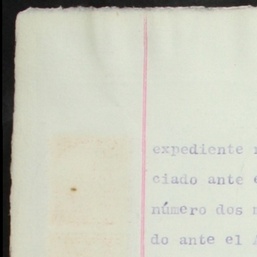 expediente
ciado ante
número dos
do ante el